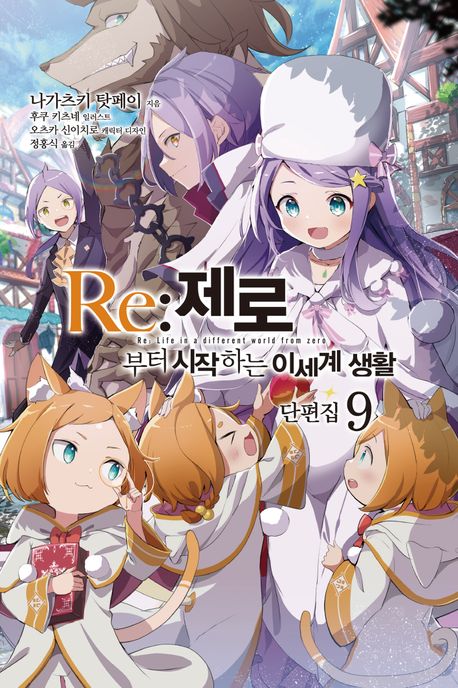 나가츠키 탓페이 지음
후쿠 키츠네 일러스트
오츠카 신이치로 캐릭터 디자인
정홍식 옮김
Re:제로
Re: Life in a different world from zero
부터 시작하는 이세계 생활
단편집 9